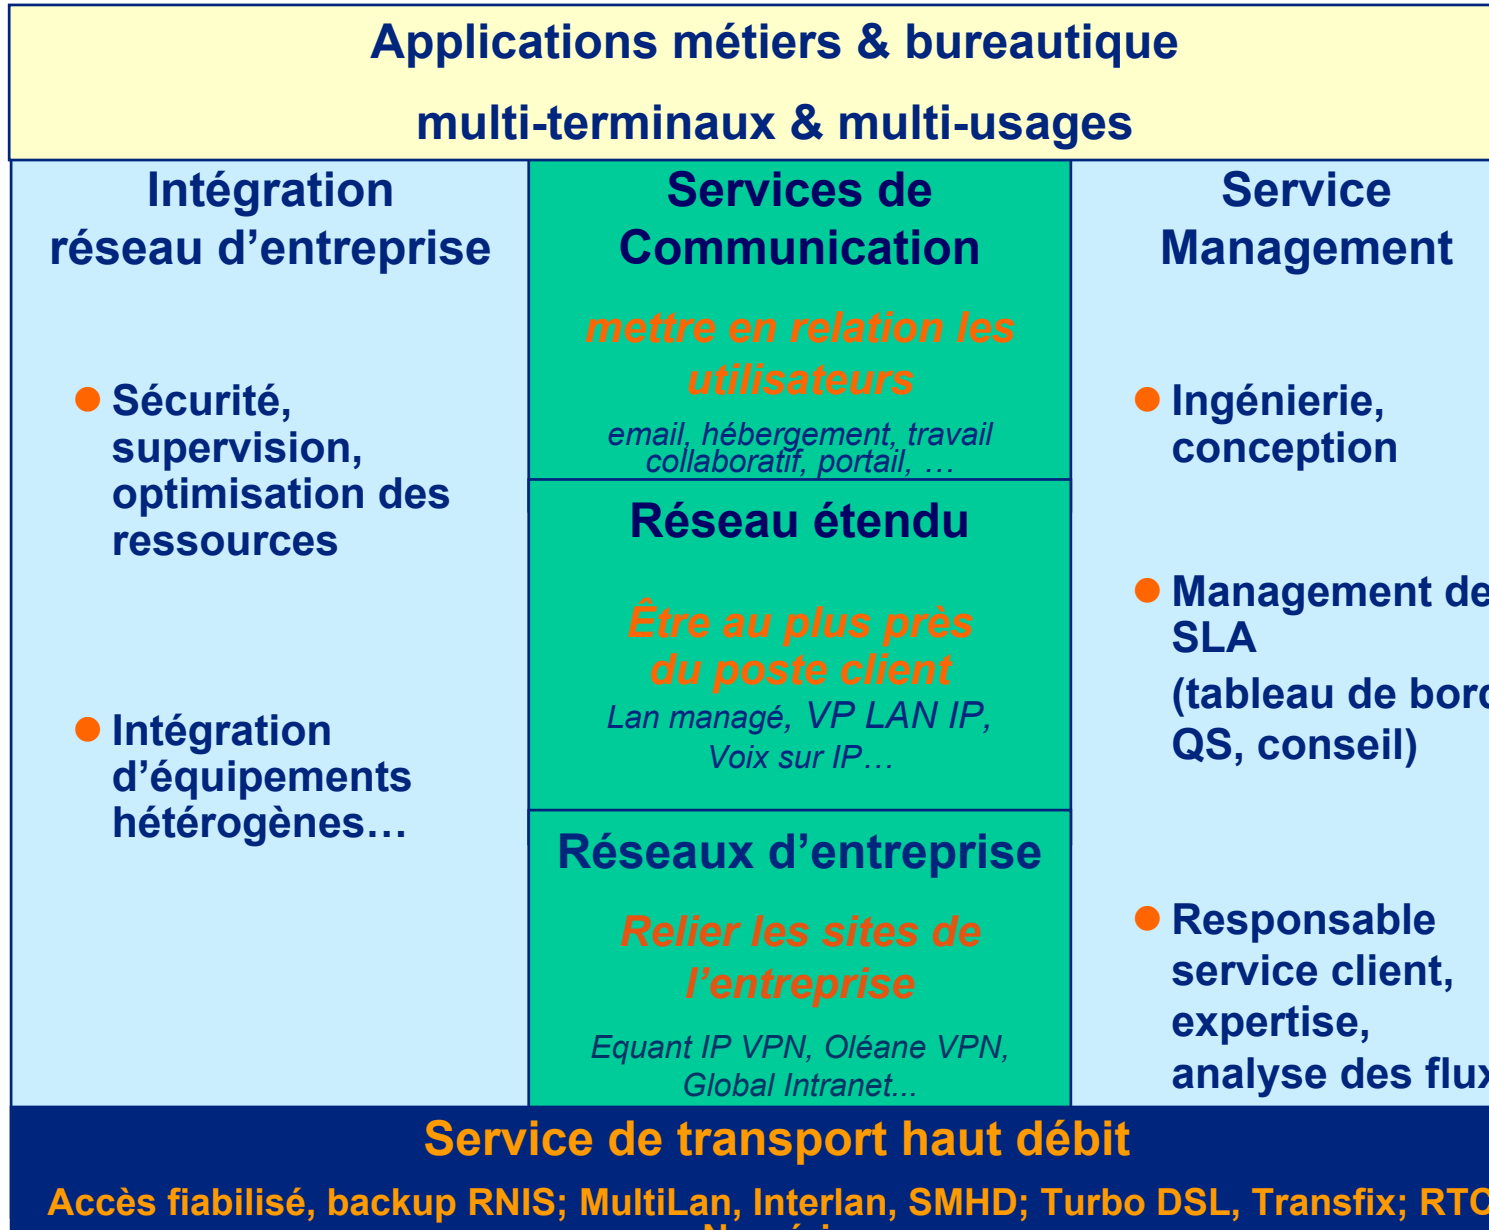 Applications métiers & bureautique
multi-terminaux & multi-usages
Intégration
réseau d’entreprise
Sécurité,
supervision,
optimisation des
ressources
Intégration
d’équipements
hétérogènes…
Services de
Communication
mettre en relation les
utilisateurs
email, hébergement, travail
collaboratif, portail, …
Réseau étendu
Être au plus près
du poste client
Lan managé, VP LAN IP,
Voix sur IP…
Réseaux d’entreprise
Relier les sites de
l’entreprise
Equant IP VPN, Oléane VPN,
Global Intranet...
Service
Management
Ingénierie,
conception
Management de
SLA
(tableau de bord
QS, conseil)
Responsable
service client,
expertise,
analyse des flux
Service de transport haut débit
Accès fiabilisé, backup RNIS; MultiLan, Interlan, SMHD; Turbo DSL, Transfix; RTC